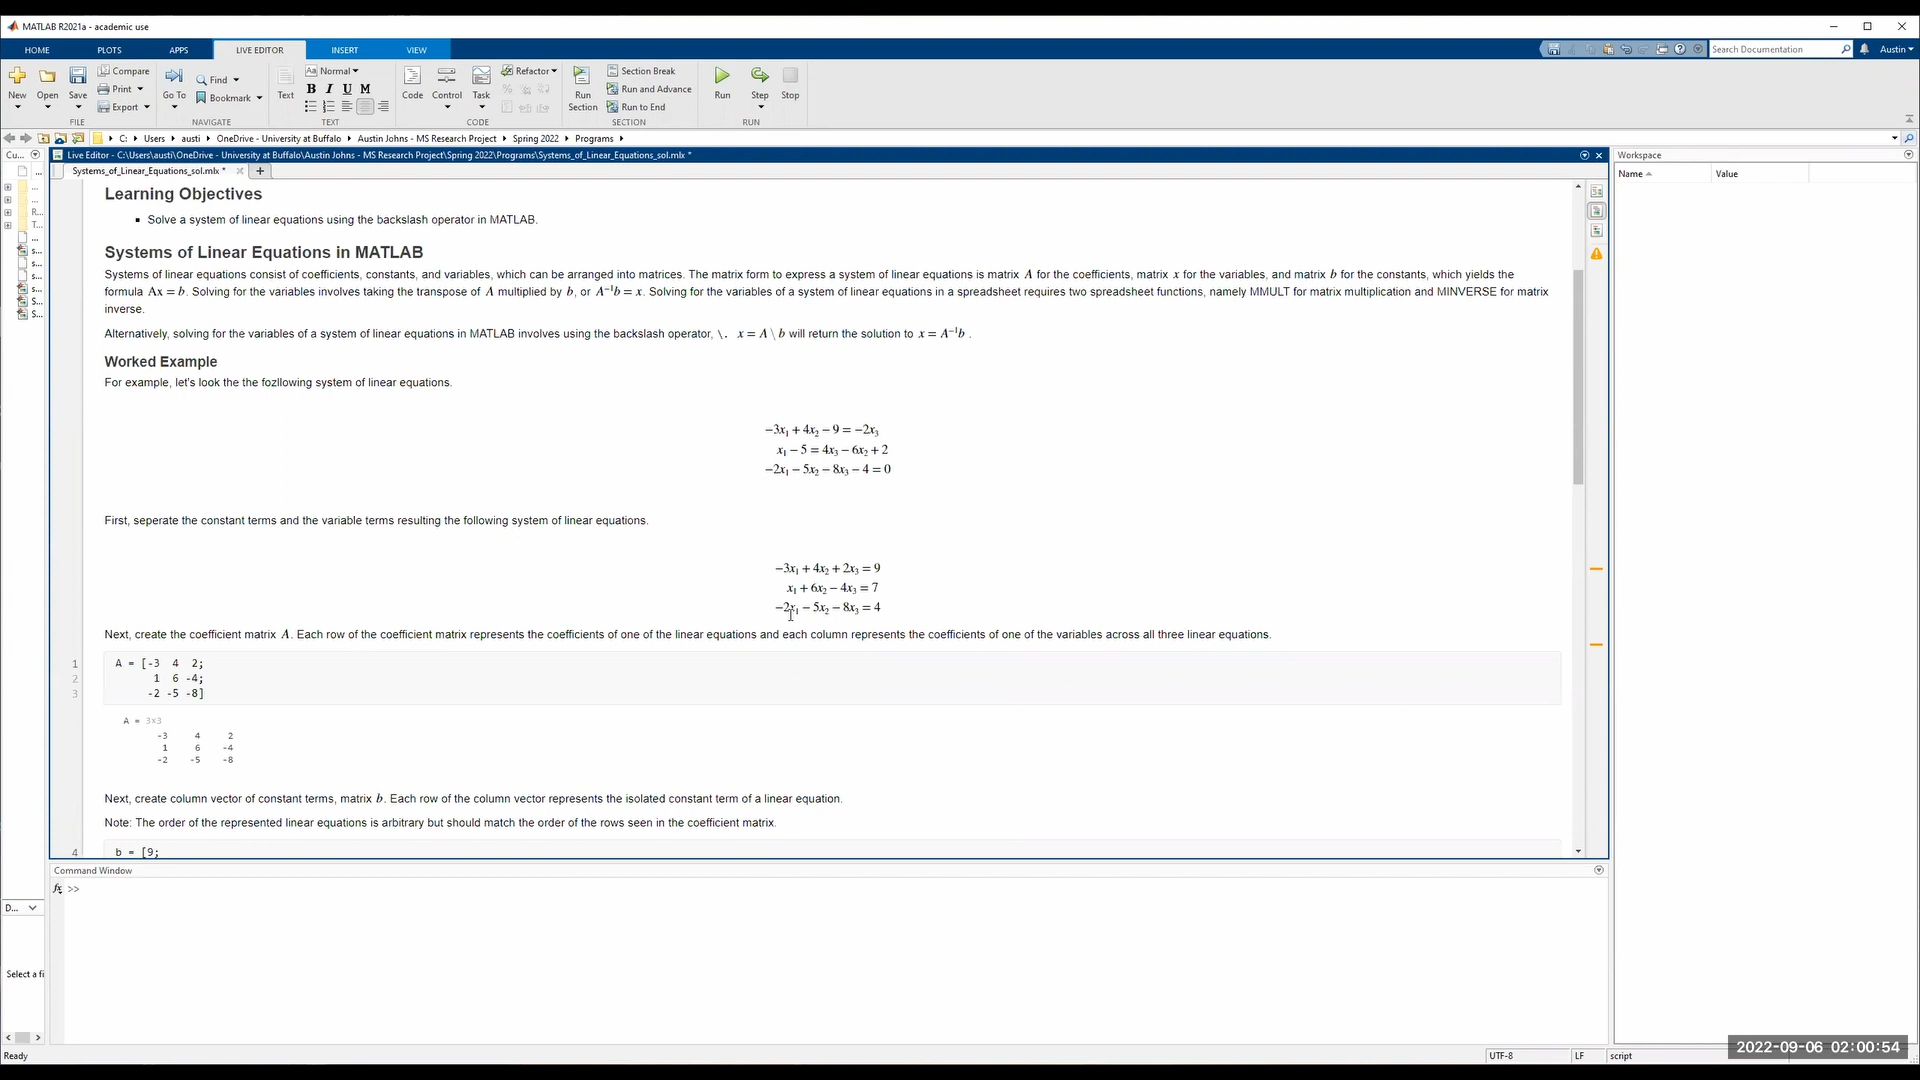 MATLAB R2021a - academic use
HOME PLOTS APPS LIVE EDITOR INSERT VIEW
Search Documentation
Austin
New Open Save Compare Print Export
FILE
Go To Find Bookmark
NAVIGATE
Text Aa Normal
B I U M
TEXT
Code Control Task Refactor
CODE
Run Section
Section Break
Run and Advance
Run to End
SECTION
Run Step Stop
RUN
C: Users austi OneDrive - University at Buffalo Austin Johns - MS Research Project Spring 2022 Programs
Cu...
Live Editor - C:\Users\austi\OneDrive - University at Buffalo\Austin Johns - MS Research Project\Spring 2022\Programs\Systems_of_Linear_Equations_sol.mlx *
Workspace
Systems_of_Linear_Equations_sol.mlx *
Name Value
Learning Objectives
▪ Solve a system of linear equations using the backslash operator in MATLAB.
Systems of Linear Equations in MATLAB
Systems of linear equations consist of coefficients, constants, and variables, which can be arranged into matrices. The matrix form to express a system of linear equations is matrix A for the coefficients, matrix x for the variables, and matrix b for the constants, which yields the
formula Ax = b. Solving for the variables involves taking the transpose of A multiplied by b, or A⁻¹b = x. Solving for the variables of a system of linear equations in a spreadsheet requires two spreadsheet functions, namely MMULT for matrix multiplication and MINVERSE for matrix
inverse.
Alternatively, solving for the variables of a system of linear equations in MATLAB involves using the backslash operator, \. x = A \ b will return the solution to x = A⁻¹b .
Worked Example
For example, let's look the the fozllowing system of linear equations.
−3x₁ + 4x₂ − 9 = −2x₃
x₁ − 5 = 4x₃ − 6x₂ + 2
−2x₁ − 5x₂ − 8x₃ − 4 = 0
First, seperate the constant terms and the variable terms resulting the following system of linear equations.
−3x₁ + 4x₂ + 2x₃ = 9
x₁ + 6x₂ − 4x₃ = 7
−2x₁ − 5x₂ − 8x₃ = 4
Next, create the coefficient matrix A. Each row of the coefficient matrix represents the coefficients of one of the linear equations and each column represents the coefficients of one of the variables across all three linear equations.
1 A = [-3 4 2;
2 1 6 -4;
3 -2 -5 -8]
A = 3×3
-3 4 2
1 6 -4
-2 -5 -8
Next, create column vector of constant terms, matrix b. Each row of the column vector represents the isolated constant term of a linear equation.
Note: The order of the represented linear equations is arbitrary but should match the order of the rows seen in the coefficient matrix.
4 b = [9;
Command Window
fx >>
D...
Select a fi
Ready
UTF-8 LF script
2022-09-06 02:00:54